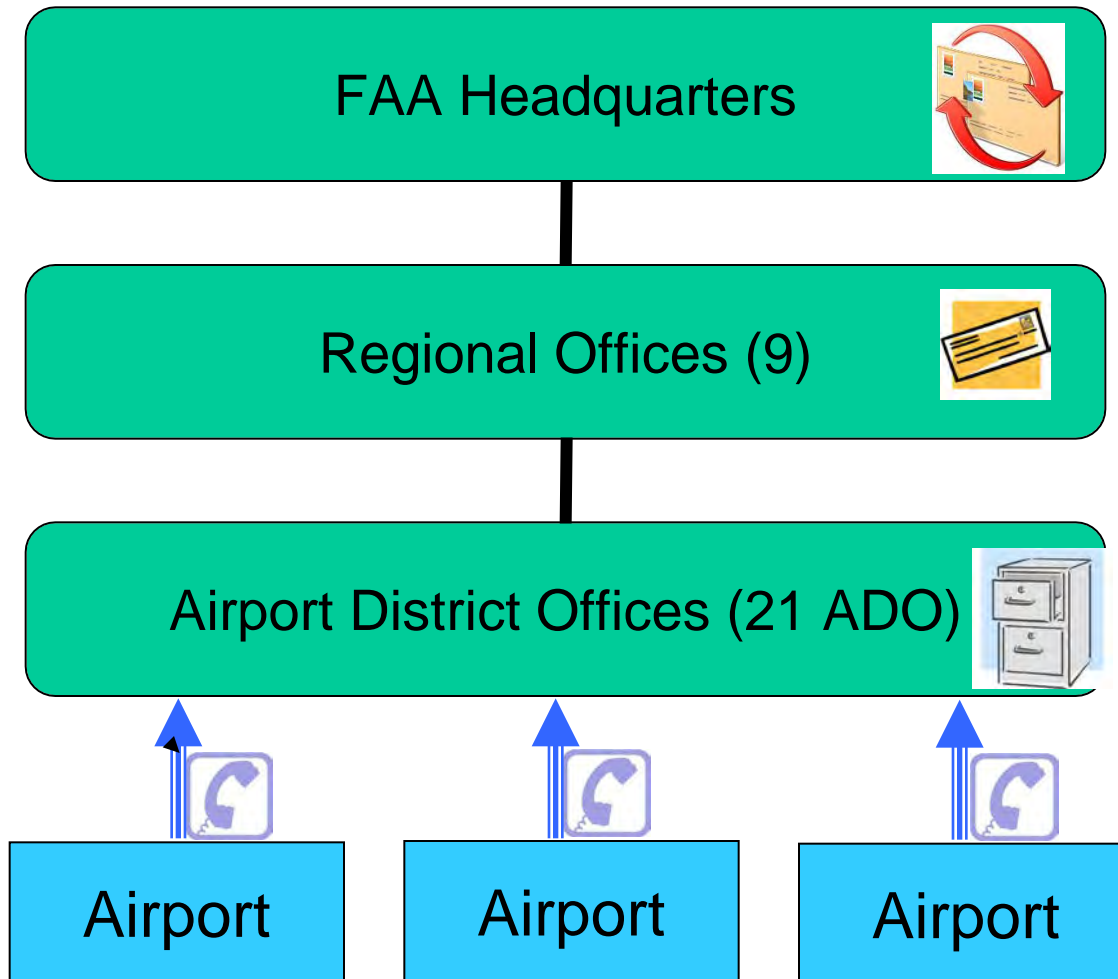 FAA Headquarters
Regional Offices (9)
Airport District Offices (21 ADO)
Airport
Airport
Airport